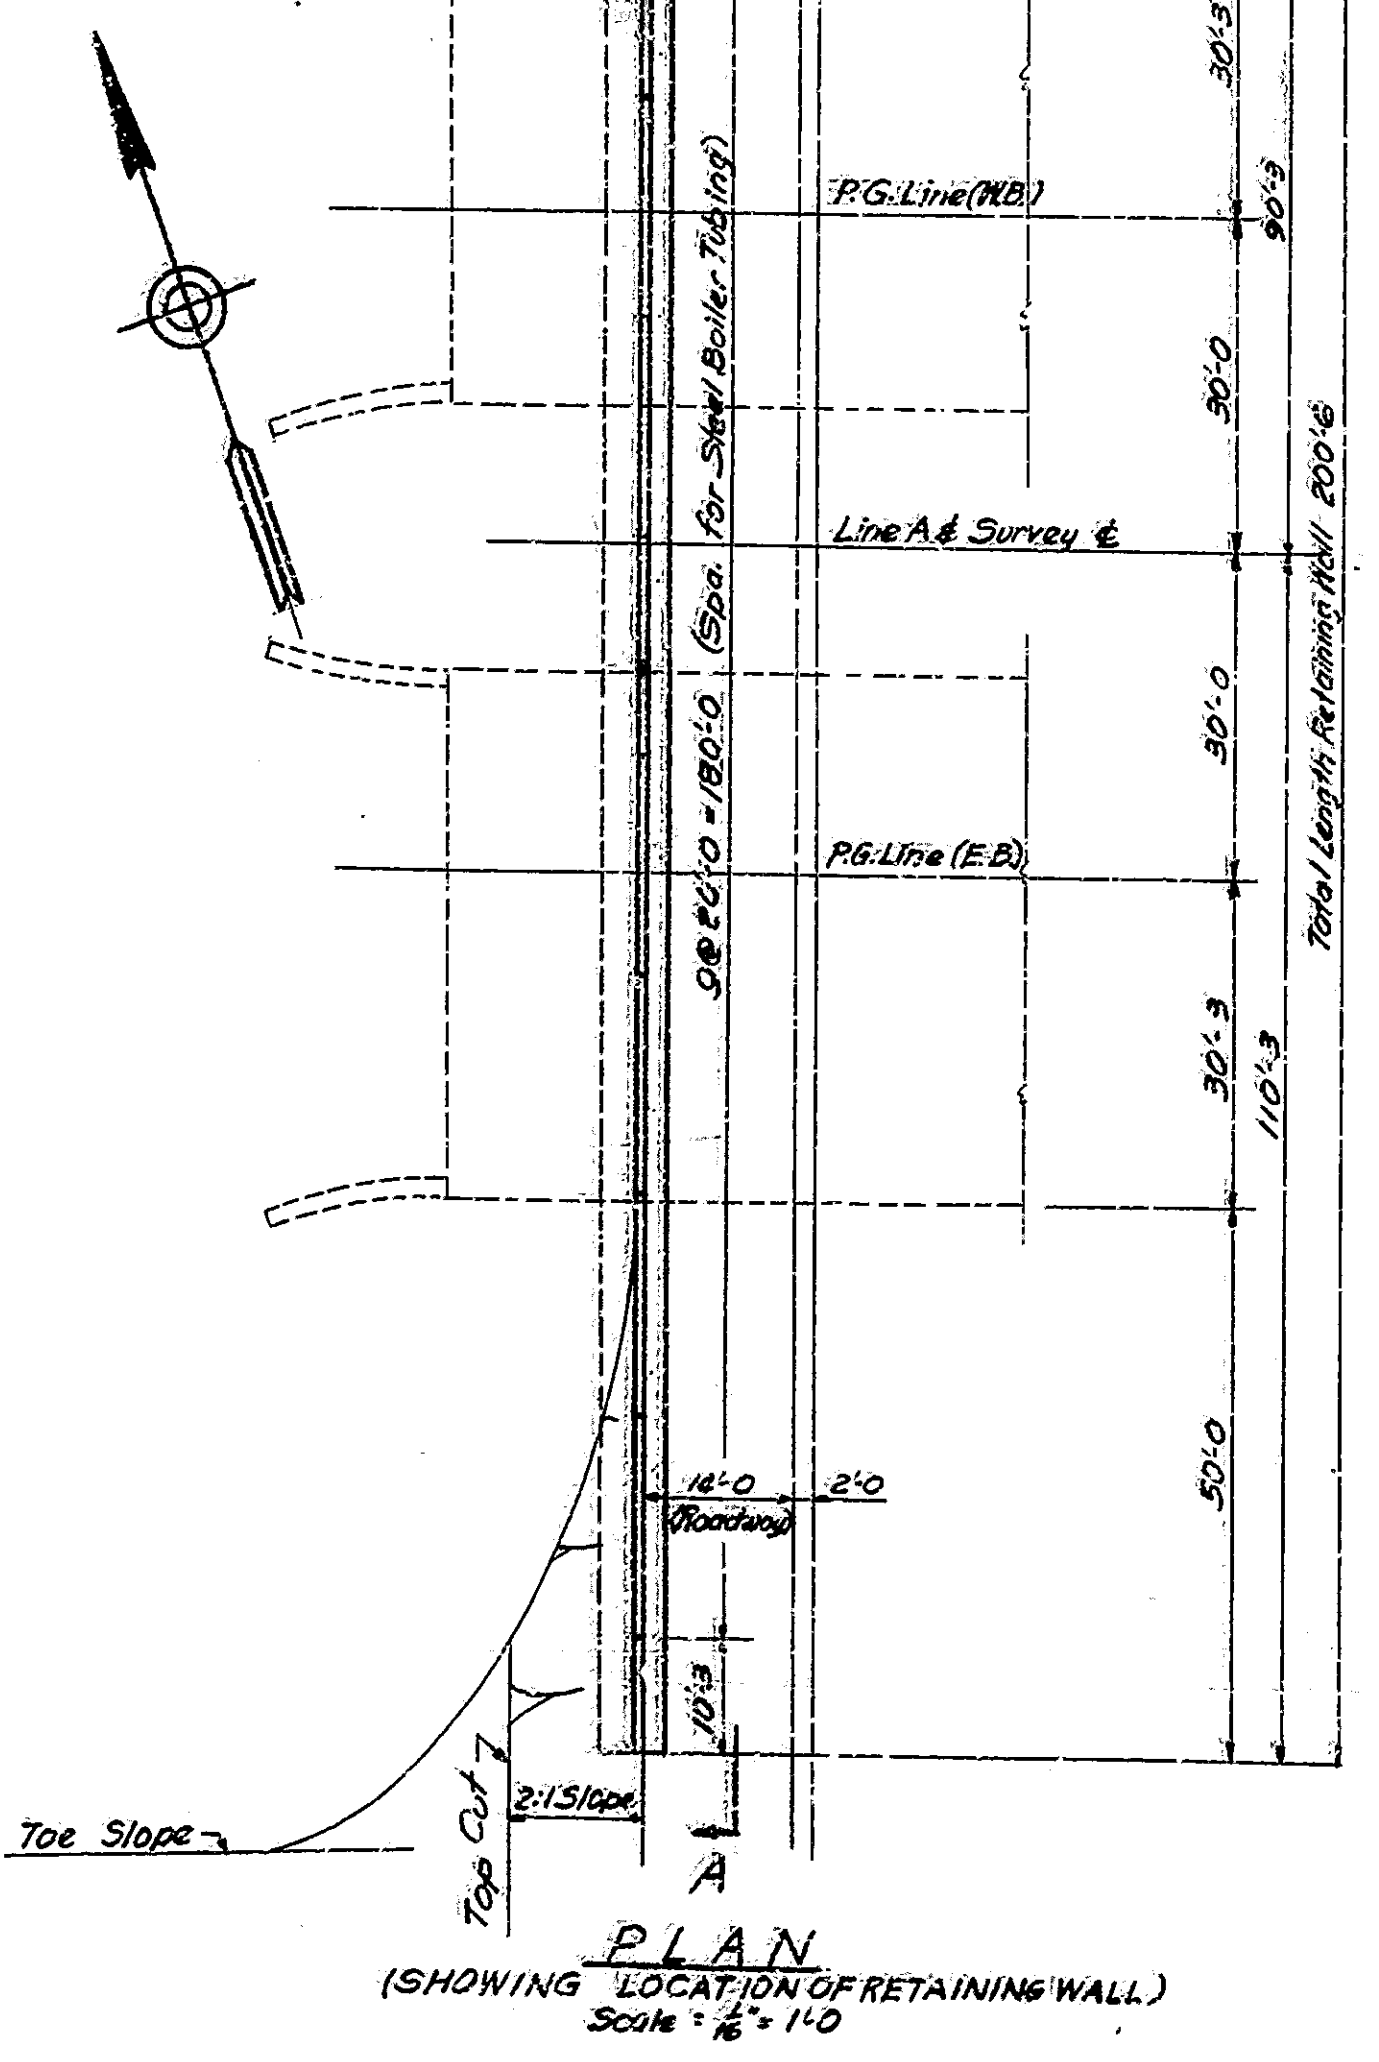 30'-3
P.G. Line (W.B.)
90'-3
30'-0
Line A & Survey ℄
9@20'-0 = 180'-0 (Spa. for Steel Boiler Tubing)
Total Length Retaining Wall 200'-6
30'-0
P.G. Line (E.B.)
30'-3
110'-3
50'-0
14'-0
(Roadway)
2'-0
10'-3
2:1 Slope
Top Cut
Toe Slope
A
PLAN
(SHOWING LOCATION OF RETAINING WALL)
Scale = 1/16" = 1'-0